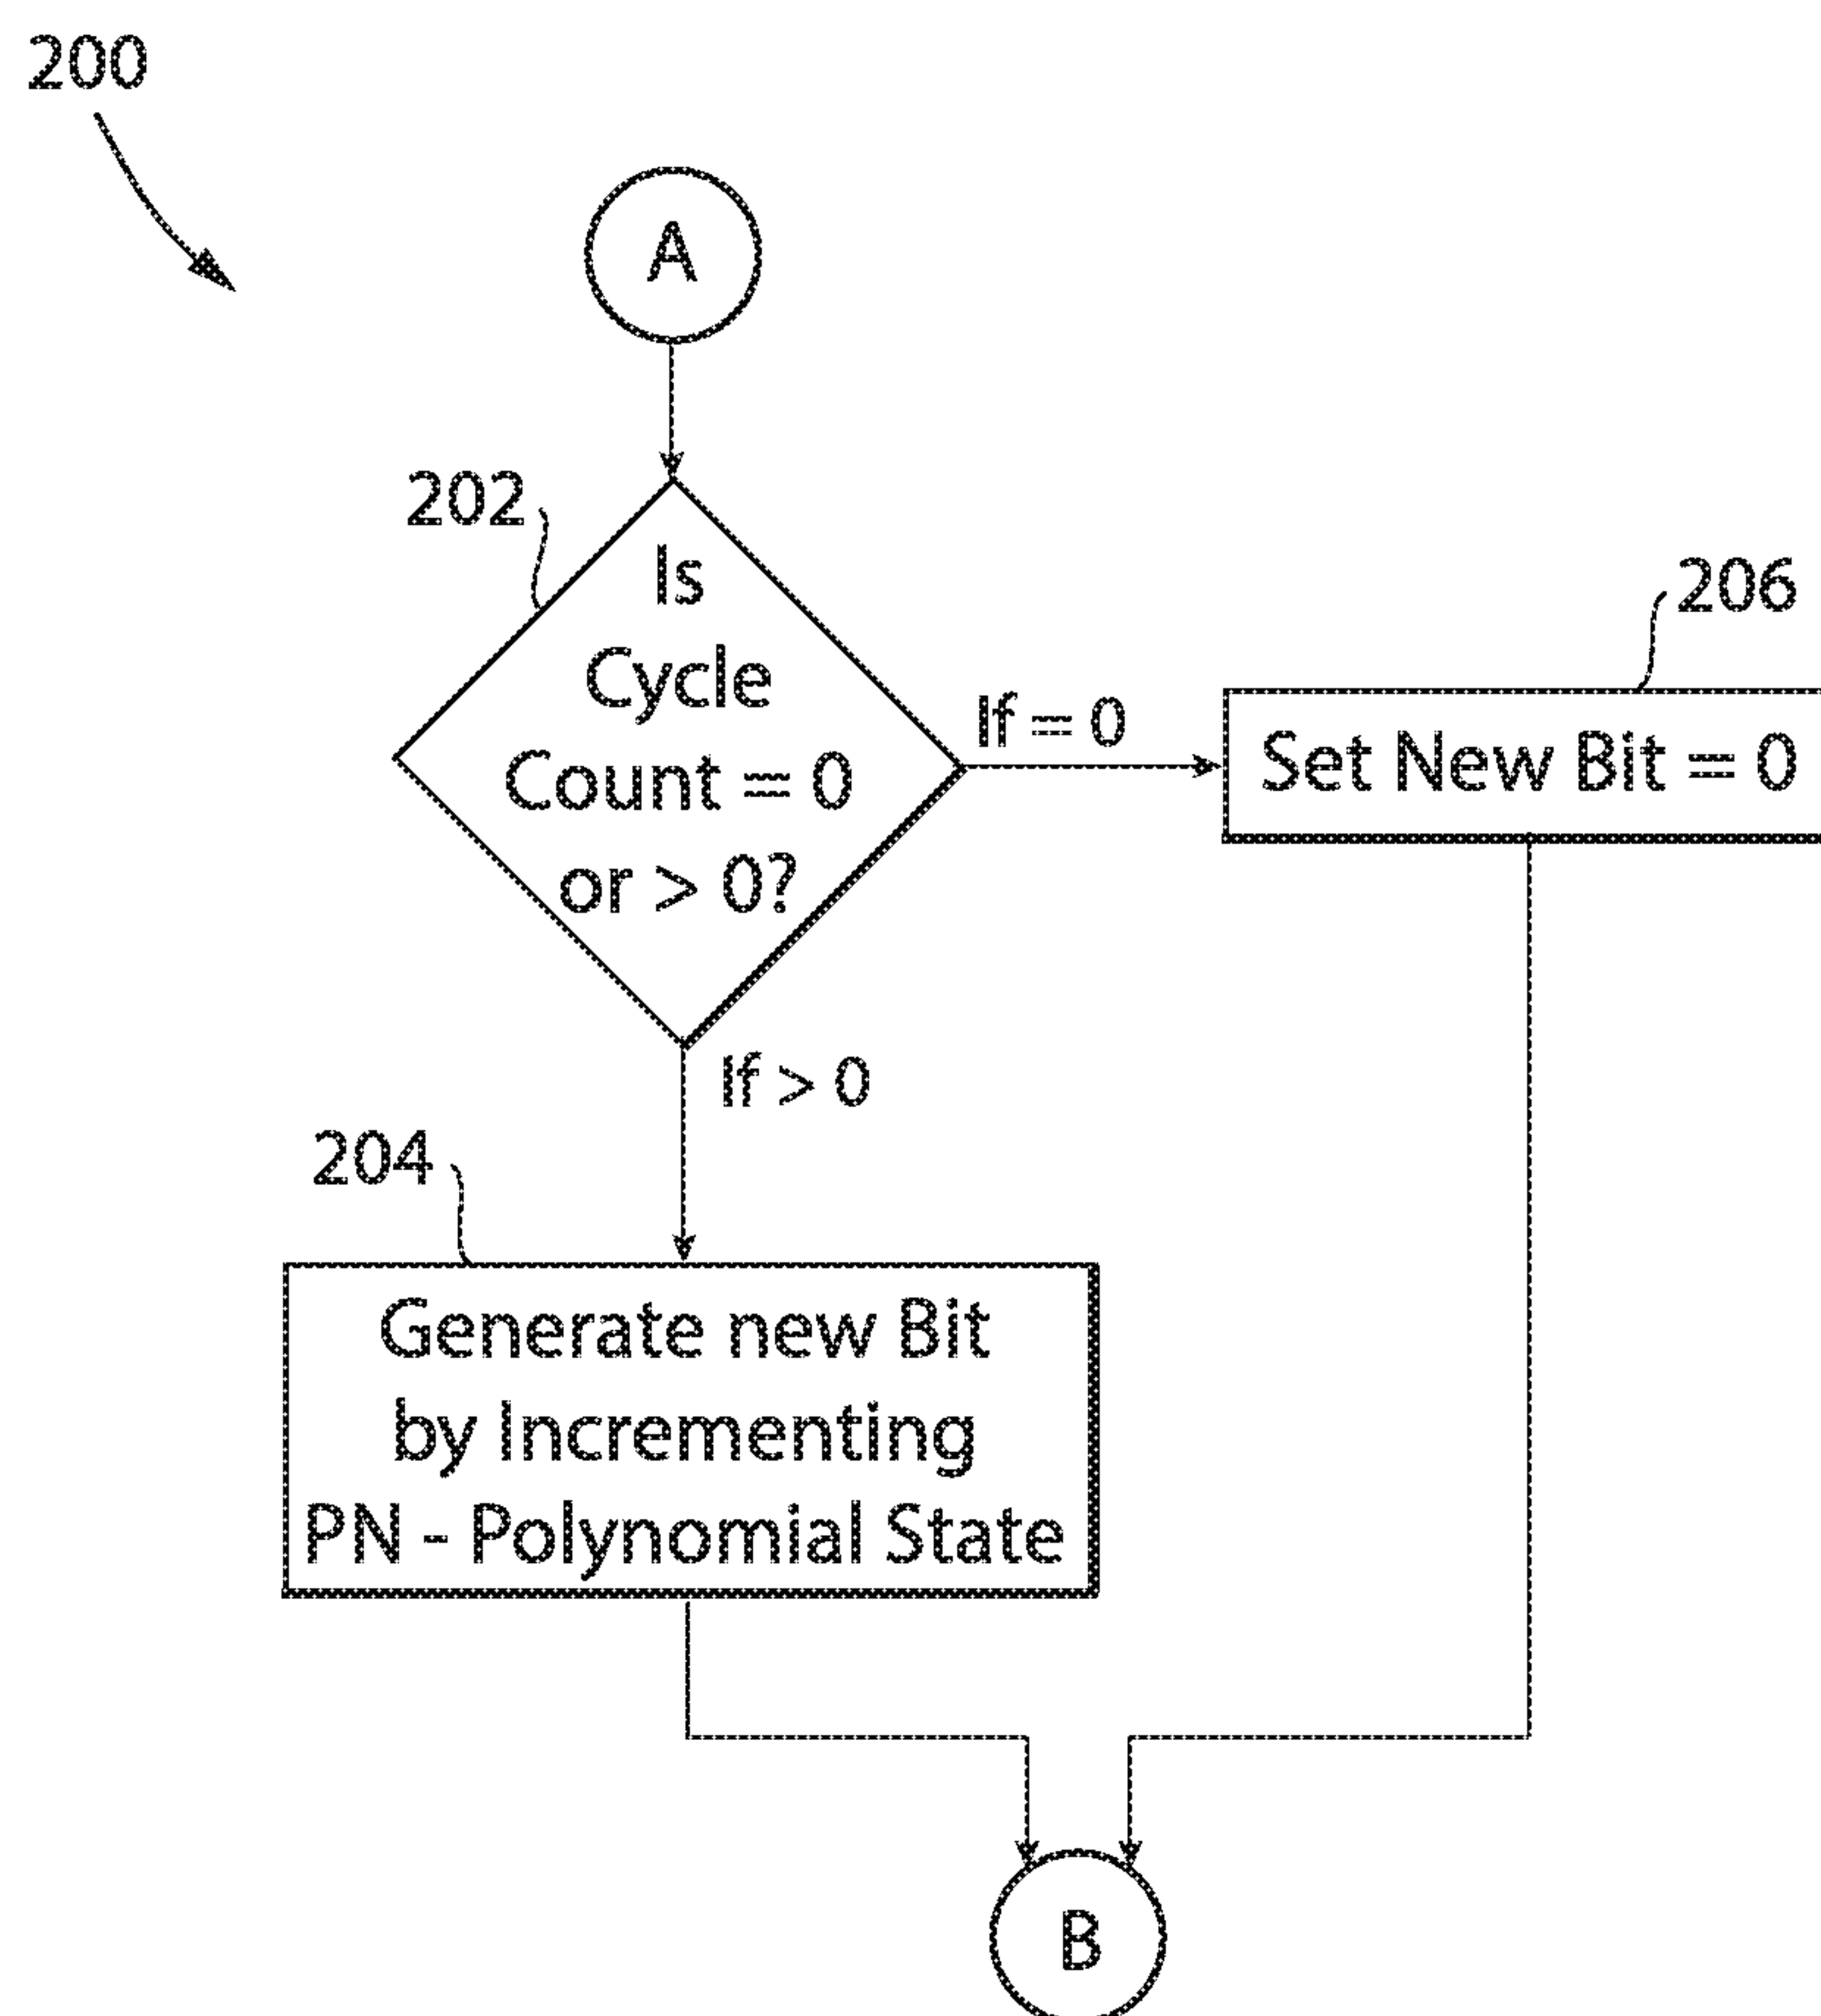 200
A
202
Is
Cycle
Count = 0
or > 0?
If = 0
206
Set New Bit = 0
If > 0
204
Generate new Bit
by Incrementing
PN - Polynomial State
B